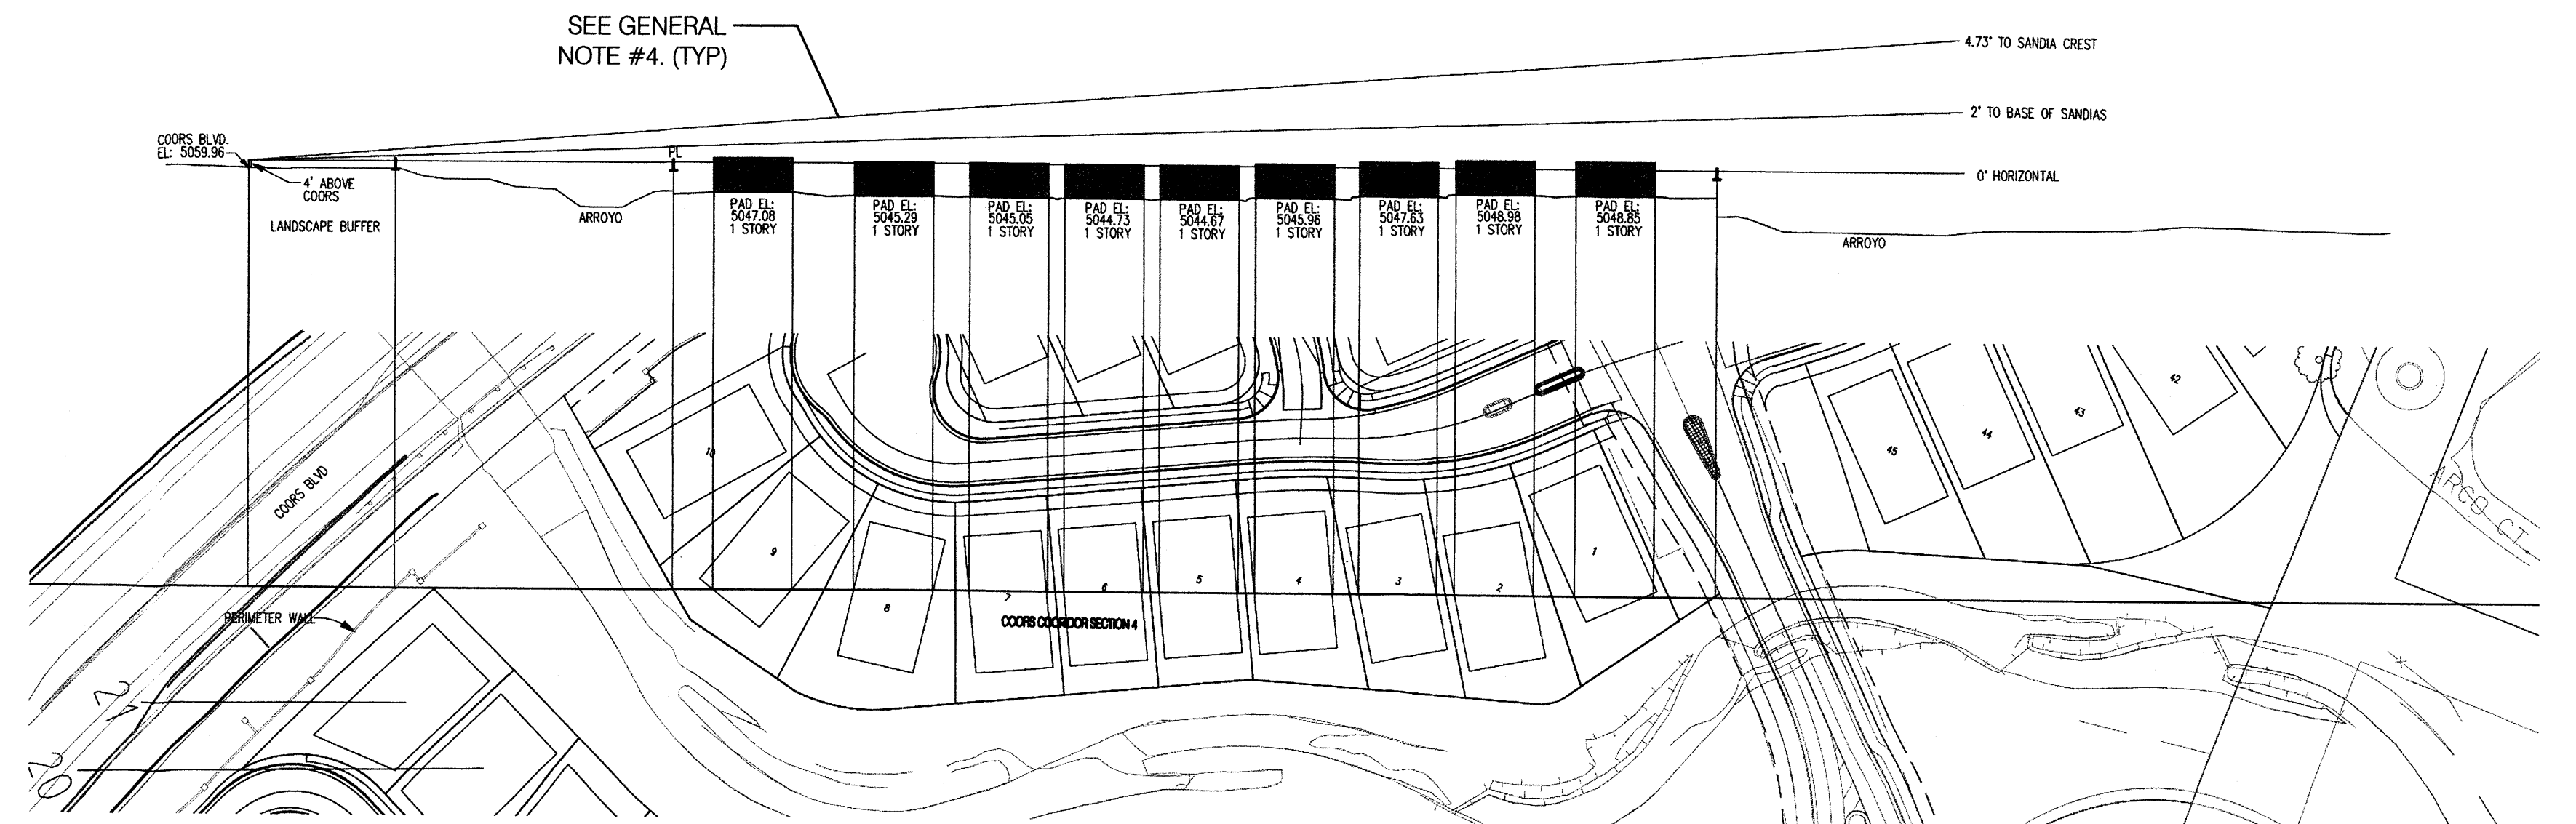 SEE GENERAL
NOTE #4. (TYP)
4.73° TO SANDIA CREST
2° TO BASE OF SANDIAS
COORS BLVD.
EL: 5059.96
PL
4' ABOVE
COORS
0° HORIZONTAL
LANDSCAPE BUFFER
ARROYO
PAD EL:
5047.08
1 STORY
PAD EL:
5045.29
1 STORY
PAD EL:
5045.05
1 STORY
PAD EL:
5044.73
1 STORY
PAD EL:
5044.67
1 STORY
PAD EL:
5045.96
1 STORY
PAD EL:
5047.63
1 STORY
PAD EL:
5048.98
1 STORY
PAD EL:
5048.85
1 STORY
ARROYO
COORS BLVD
10
9
8
7
6
5
4
3
2
1
45
44
43
42
ARCO CT.
PERIMETER WALL
COORS COORIDOR SECTION 4
21
20